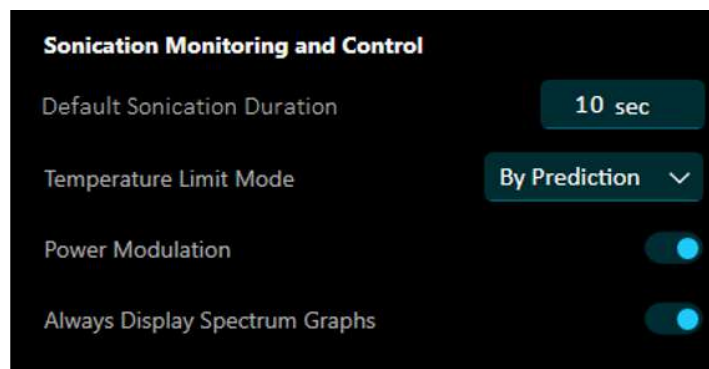 Sonication Monitoring and Control
Default Sonication Duration 10 sec
Temperature Limit Mode By Prediction
Power Modulation
Always Display Spectrum Graphs